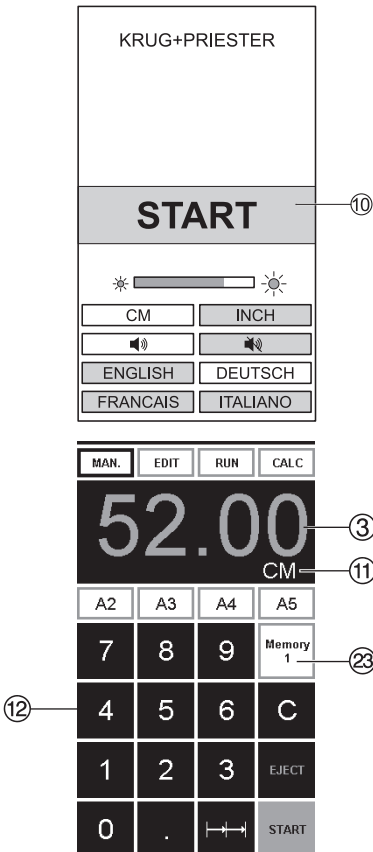 KRUG+PRIESTER
START 10
CM INCH
ENGLISH DEUTSCH
FRANCAIS ITALIANO
MAN. EDIT RUN CALC
52.00 3
CM 11
A2 A3 A4 A5
7 8 9 Memory 1 23
12 4 5 6 C
1 2 3 EJECT
0 . START